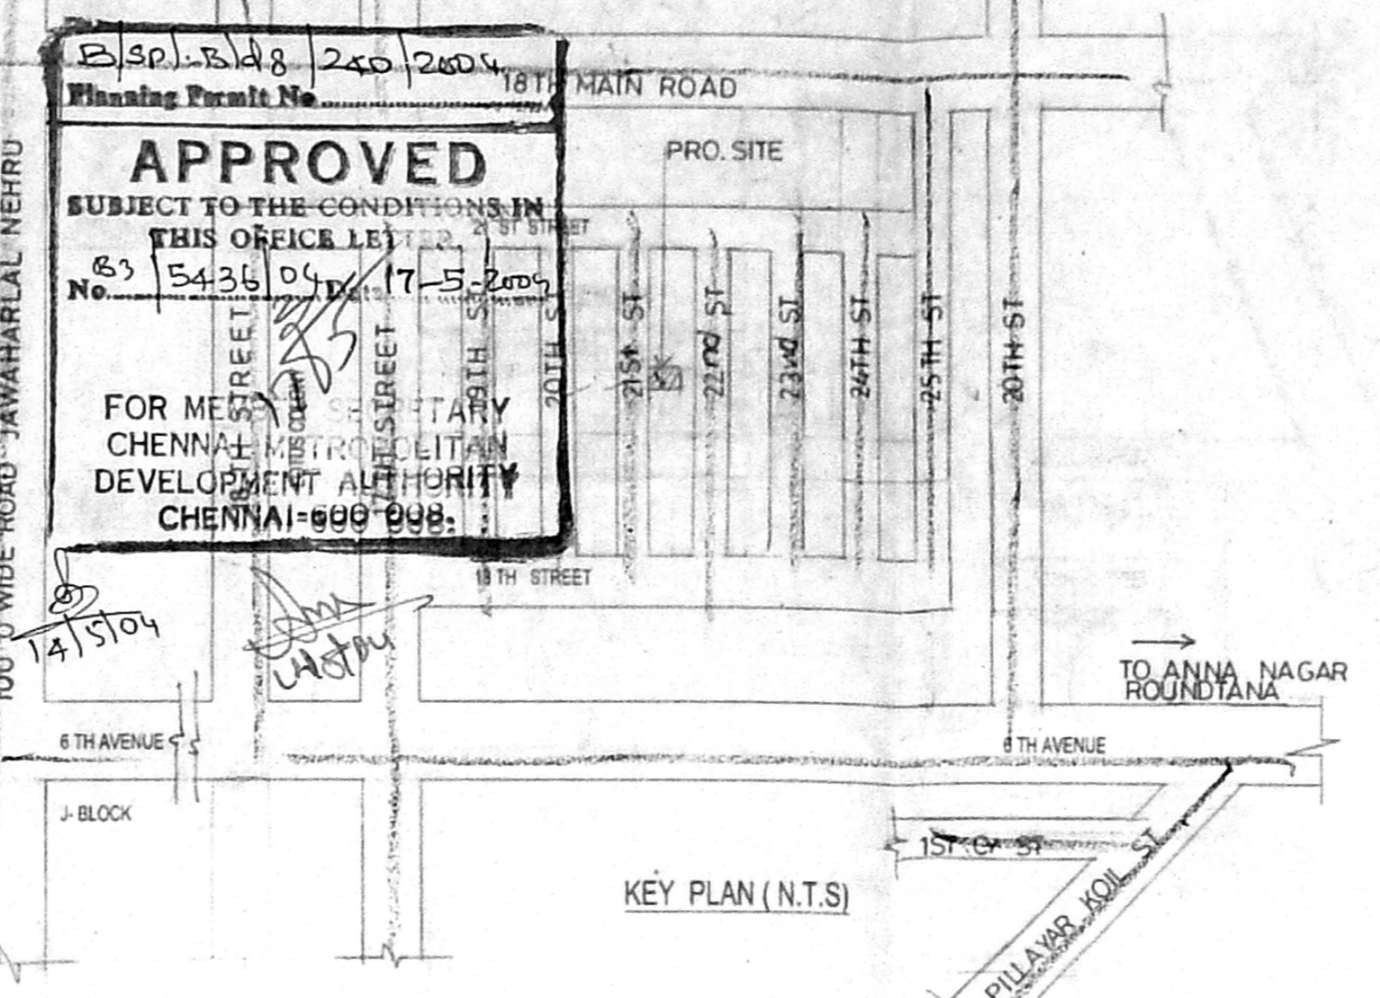 B/SP/.Bldg/240/2004
Planning Permit No
APPROVED
SUBJECT TO THE CONDITIONS IN
THIS OFFICE LETTER,
No. B3/5436/04 Dt 17-5-2004
FOR MEMBER SECRETARY
CHENNAI METROPOLITAN
DEVELOPMENT AUTHORITY
CHENNAI-600 008.
14/5/04
18TH MAIN ROAD
PRO. SITE
21 ST STREET
100'0 WIDE ROAD JAWAHARLAL NEHRU
STREET
17TH STREET
19TH ST
20TH ST
21st ST
22nd ST
23nd ST
24TH ST
25TH ST
20TH ST
18 TH STREET
TO ANNA NAGAR
ROUNDTANA
6 TH AVENUE
6 TH AVENUE
J- BLOCK
1ST Cr ST
PILLAYAR KOIL ST
KEY PLAN ( N.T.S)